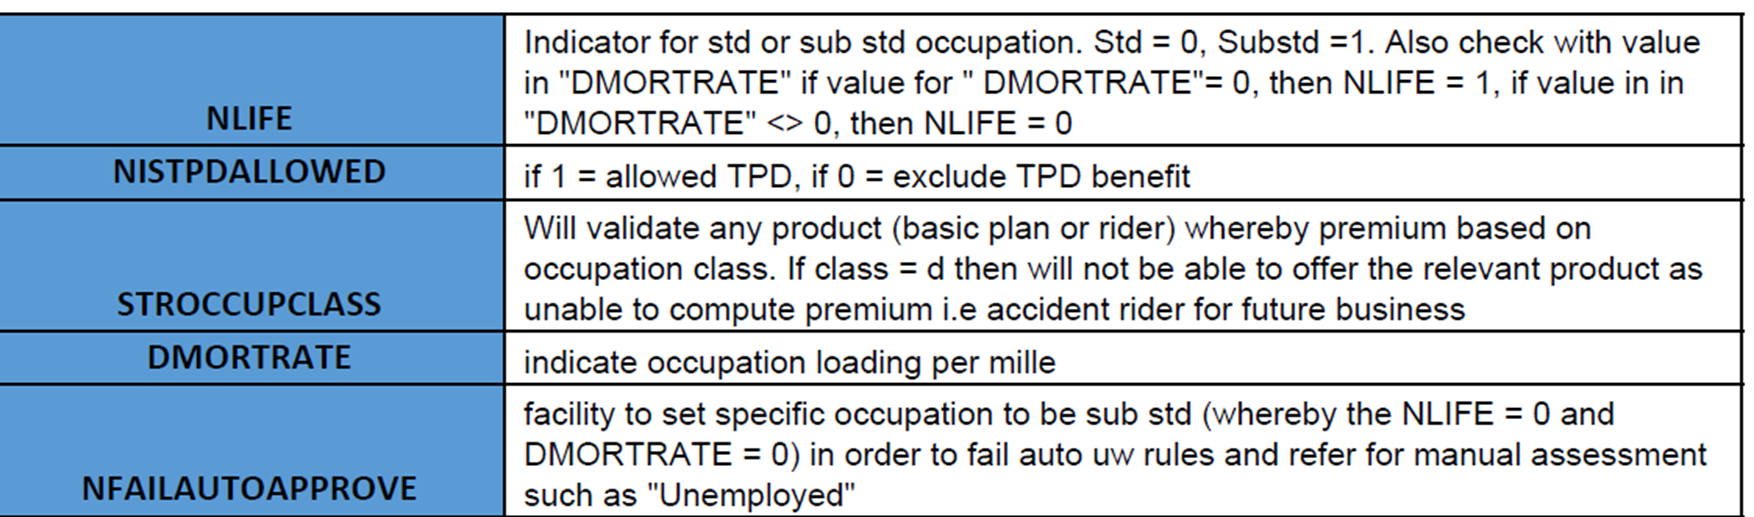 NLIFE
Indicator for std or sub std occupation. Std = 0, Substd =1. Also check with value
in "DMORTRATE" if value for " DMORTRATE"= 0, then NLIFE = 1, if value in in
"DMORTRATE" <> 0, then NLIFE = 0
NISTPDALLOWED
if 1 = allowed TPD, if 0 = exclude TPD benefit
STROCCUPCLASS
Will validate any product (basic plan or rider) whereby premium based on
occupation class. If class = d then will not be able to offer the relevant product as
unable to compute premium i.e accident rider for future business
DMORTRATE
indicate occupation loading per mille
NFAILAUTOAPPROVE
facility to set specific occupation to be sub std (whereby the NLIFE = 0 and
DMORTRATE = 0) in order to fail auto uw rules and refer for manual assessment
such as "Unemployed"